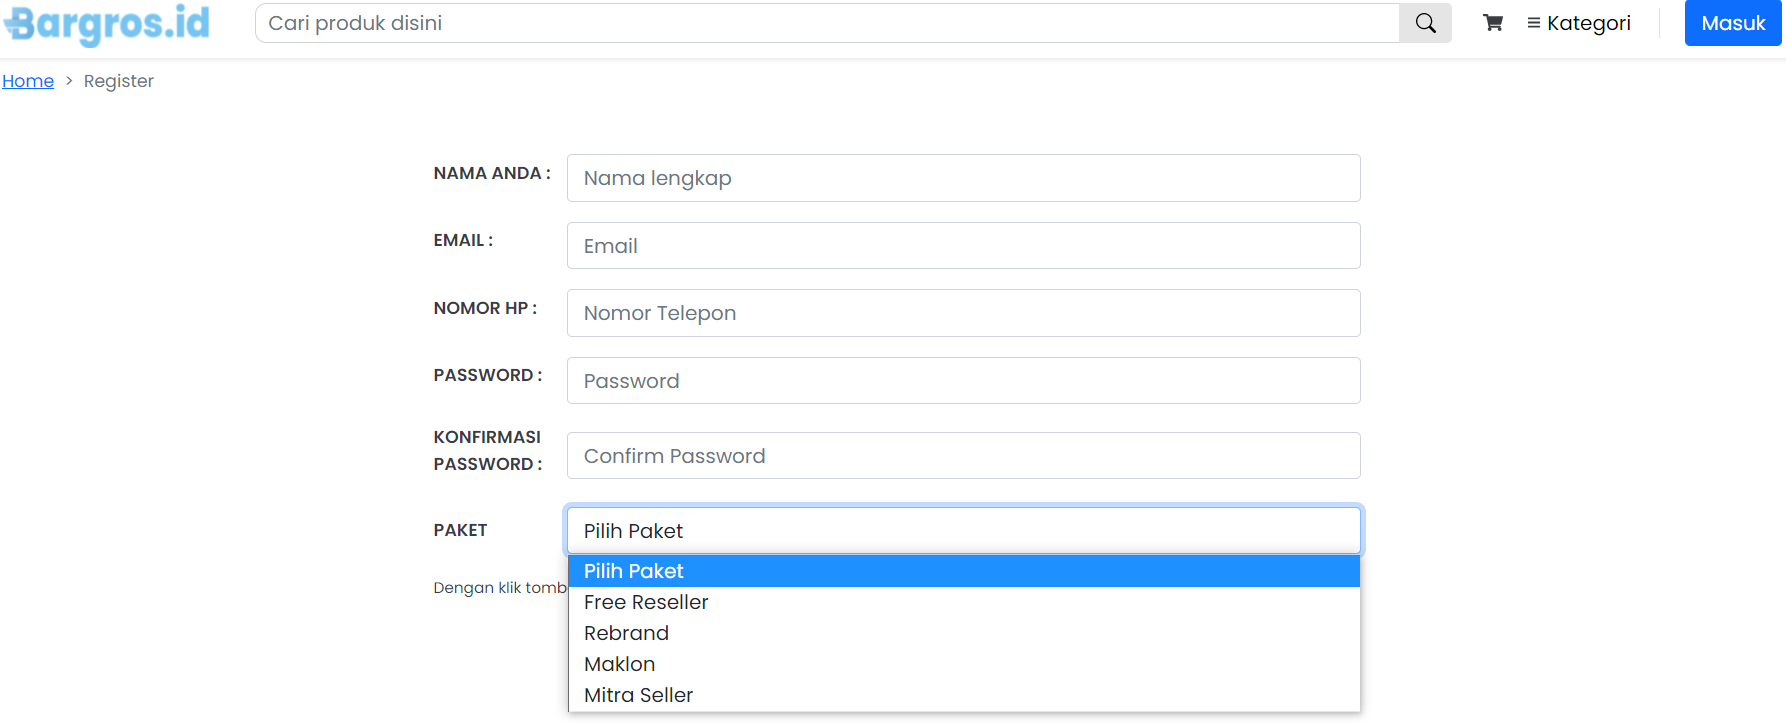 Bargros.id
Cari produk disini
Kategori
Masuk
Home > Register
NAMA ANDA :
Nama lengkap
EMAIL :
Email
NOMOR HP :
Nomor Telepon
PASSWORD :
Password
KONFIRMASI
PASSWORD :
Confirm Password
PAKET
Pilih Paket
Pilih Paket
Dengan klik tomb
Free Reseller
Rebrand
Maklon
Mitra Seller